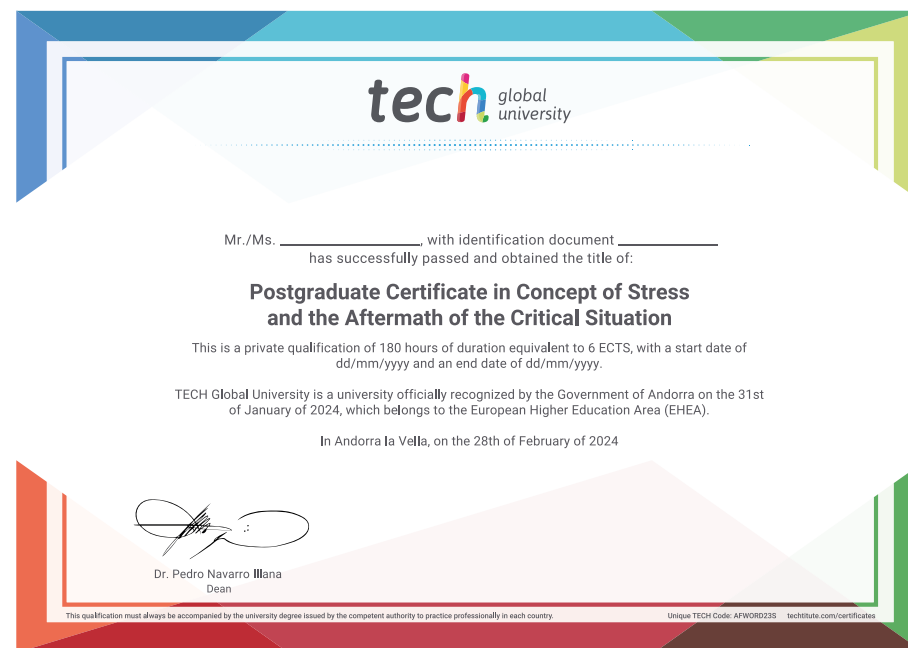 tech global university
Mr./Ms. ____________________, with identification document ______________
has successfully passed and obtained the title of:
Postgraduate Certificate in Concept of Stress
and the Aftermath of the Critical Situation
This is a private qualification of 180 hours of duration equivalent to 6 ECTS, with a start date of
dd/mm/yyyy and an end date of dd/mm/yyyy.
TECH Global University is a university officially recognized by the Government of Andorra on the 31st
of January of 2024, which belongs to the European Higher Education Area (EHEA).
In Andorra la Vella, on the 28th of February of 2024
Dr. Pedro Navarro Illana
Dean
This qualification must always be accompanied by the university degree issued by the competent authority to practice professionally in each country.
Unique TECH Code: AFWORD23S techtitute.com/certificates